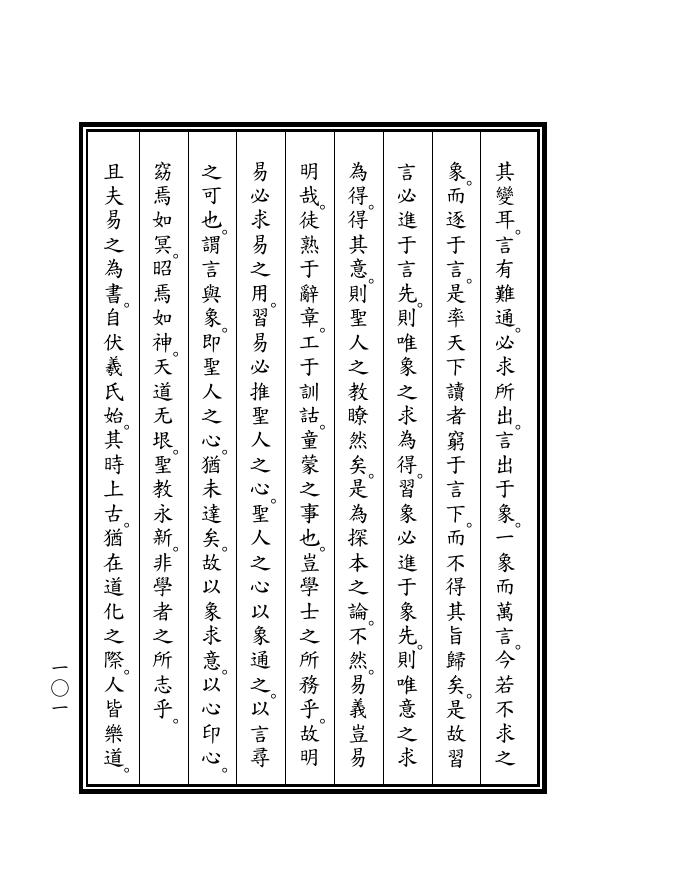 其變耳。言有難通。必求所出。言出于象。一象而萬言。今若不求之
象。而逐于言。是率天下讀者窮于言下。而不得其旨歸矣。是故習
言必進于言先。則唯象之求為得。習象必進于象先。則唯意之求
為得。得其意。則聖人之教瞭然矣。是為探本之論。不然。易義豈易
明哉。徒熟于辭章。工于訓詁。童蒙之事也。豈學士之所務乎。故明
易必求易之用。習易必推聖人之心。聖人之心以象通之。以言尋
之可也。謂言與象。即聖人之心。猶未達矣。故以象求意。以心印心。
窈焉如冥。昭焉如神。天道无垠。聖教永新。非學者之所志乎。
且夫易之為書。自伏羲氏始。其時上古。猶在道化之際。人皆樂道。
一〇一